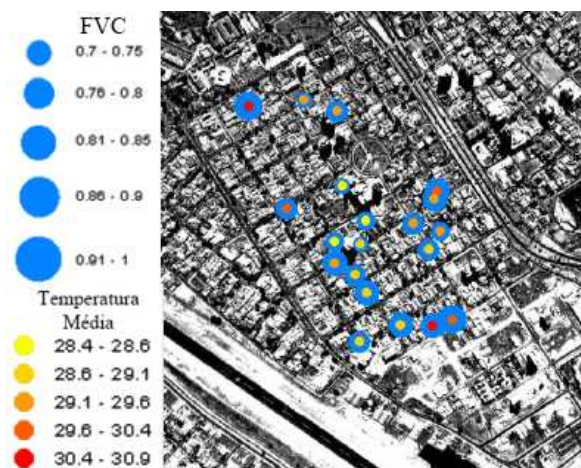 FVC
0.7 - 0.75
0.76 - 0.8
0.81 - 0.85
0.86 - 0.9
0.91 - 1
Temperatura
Média
28.4 - 28.6
28.6 - 29.1
29.1 - 29.6
29.6 - 30.4
30.4 - 30.9